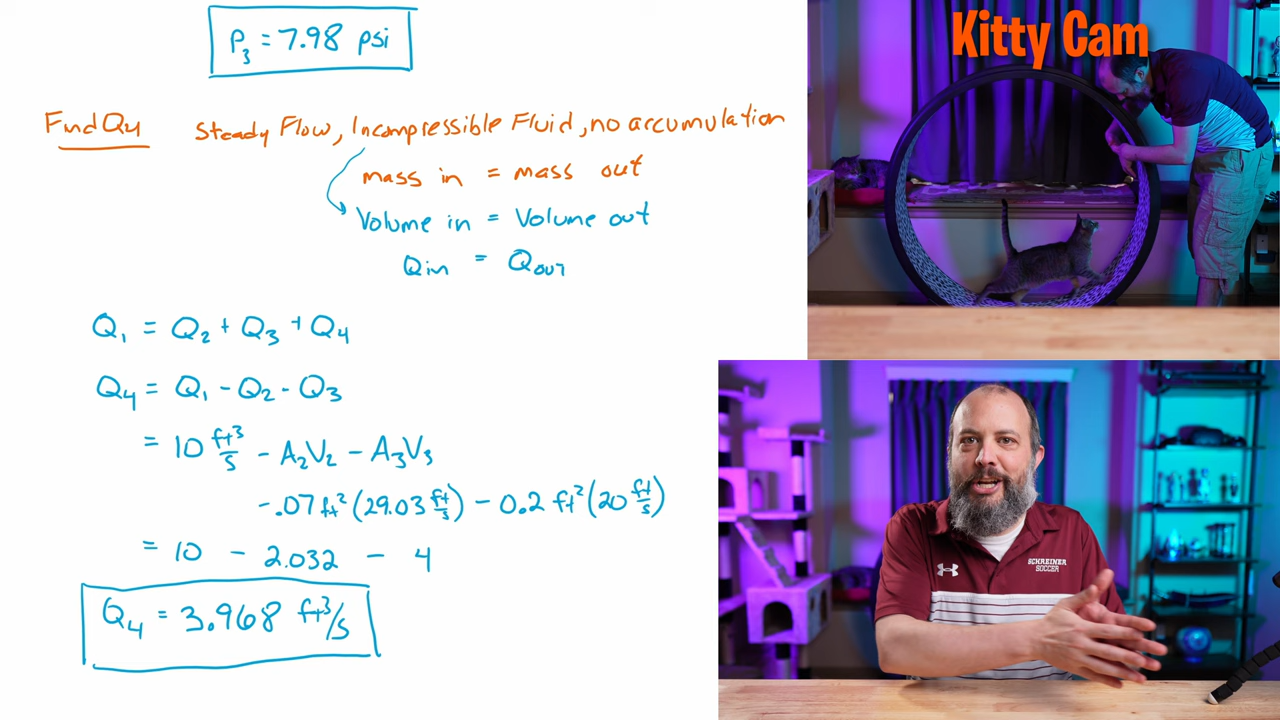 P₃ = 7.98 psi
Find Q4 Steady Flow, Incompressible Fluid, no accumulation
mass in = mass out
Volume in = Volume out
Qin = Qout
Q₁ = Q₂ + Q₃ + Q₄
Q₄ = Q₁ - Q₂ - Q₃
= 10 ft³/s - A₂V₂ - A₃V₃
- .07 ft² (29.03 ft/s) - 0.2 ft² (20 ft/s)
= 10 - 2.032 - 4
Q₄ = 3.968 ft³/s
Kitty Cam
SCHREINER
SOCCER